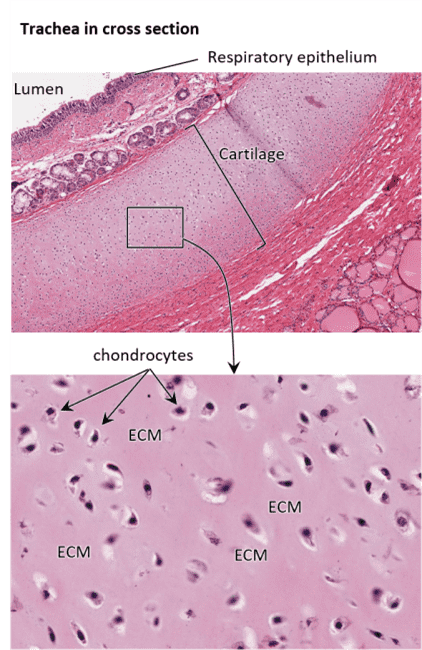 Trachea in cross section
Respiratory epithelium
Lumen
Cartilage
chondrocytes
ECM
ECM
ECM
ECM